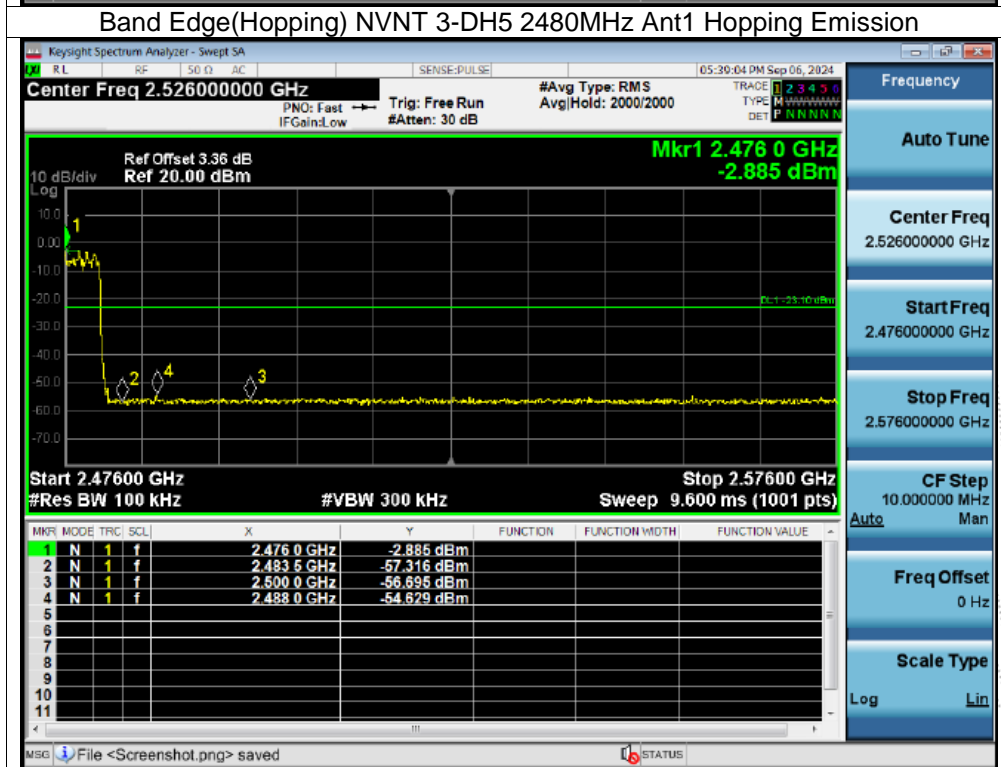 Band Edge(Hopping) NVNT 3-DH5 2480MHz Ant1 Hopping Emission
Keysight Spectrum Analyzer - Swept SA
LXI RL RF 50 Ω AC SENSE:PULSE 05:39:04 PM Sep 06, 2024
Center Freq 2.526000000 GHz #Avg Type: RMS TRACE 1 2 3 4 5 6
PNO: Fast Trig: Free Run Avg|Hold: 2000/2000 TYPE M WWWWW
IFGain:Low #Atten: 30 dB DET P N N N N N
Mkr1 2.476 0 GHz
Ref Offset 3.36 dB
10 dB/div Ref 20.00 dBm -2.885 dBm
Log
10.0
1
0.00
-10.0
-20.0
DL1 -23.10 dBm
-30.0
-40.0
2 4 3
-50.0
-60.0
-70.0
Start 2.47600 GHz Stop 2.57600 GHz
#Res BW 100 kHz #VBW 300 kHz Sweep 9.600 ms (1001 pts)
MKR MODE TRC SCL X Y FUNCTION FUNCTION WIDTH FUNCTION VALUE
1 N 1 f 2.476 0 GHz -2.885 dBm
2 N 1 f 2.483 5 GHz -57.316 dBm
3 N 1 f 2.500 0 GHz -56.695 dBm
4 N 1 f 2.488 0 GHz -54.629 dBm
5
6
7
8
9
10
11
MSG File <Screenshot.png> saved STATUS
Frequency
Auto Tune
Center Freq
2.526000000 GHz
Start Freq
2.476000000 GHz
Stop Freq
2.576000000 GHz
CF Step
10.000000 MHz
Auto Man
Freq Offset
0 Hz
Scale Type
Log Lin